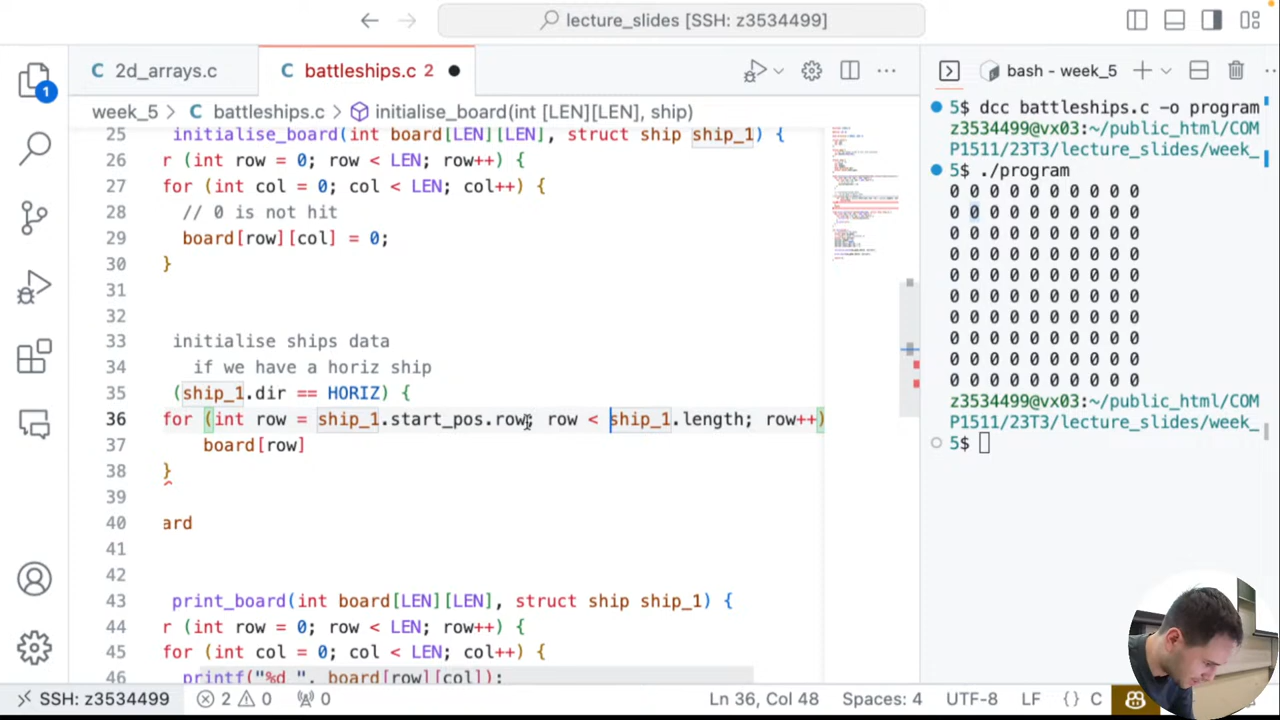 lecture_slides [SSH: z3534499]
2d_arrays.c
battleships.c 2
bash - week_5
week_5 battleships.c initialise_board(int [LEN][LEN], ship)
25 initialise_board(int board[LEN][LEN], struct ship ship_1) {
26 r (int row = 0; row < LEN; row++) {
27 for (int col = 0; col < LEN; col++) {
28 // 0 is not hit
29 board[row][col] = 0;
30 }
31
32
33 initialise ships data
34 if we have a horiz ship
35 (ship_1.dir == HORIZ) {
36 for (int row = ship_1.start_pos.row; row < ship_1.length; row++)
37 board[row]
38 }
39
40 ard
41
42
43 print_board(int board[LEN][LEN], struct ship ship_1) {
44 r (int row = 0; row < LEN; row++) {
45 for (int col = 0; col < LEN; col++) {
46 printf("%d ", board[row][col]);
5$ dcc battleships.c -o program
z3534499@vx03:~/public_html/COM
P1511/23T3/lecture_slides/week_
5$ ./program
0 0 0 0 0 0 0 0 0 0
0 0 0 0 0 0 0 0 0 0
0 0 0 0 0 0 0 0 0 0
0 0 0 0 0 0 0 0 0 0
0 0 0 0 0 0 0 0 0 0
0 0 0 0 0 0 0 0 0 0
0 0 0 0 0 0 0 0 0 0
0 0 0 0 0 0 0 0 0 0
0 0 0 0 0 0 0 0 0 0
0 0 0 0 0 0 0 0 0 0
z3534499@vx03:~/public_html/COM
P1511/23T3/lecture_slides/week_
5$
1
SSH: z3534499 2 0 0 Ln 36, Col 48 Spaces: 4 UTF-8 LF {} C